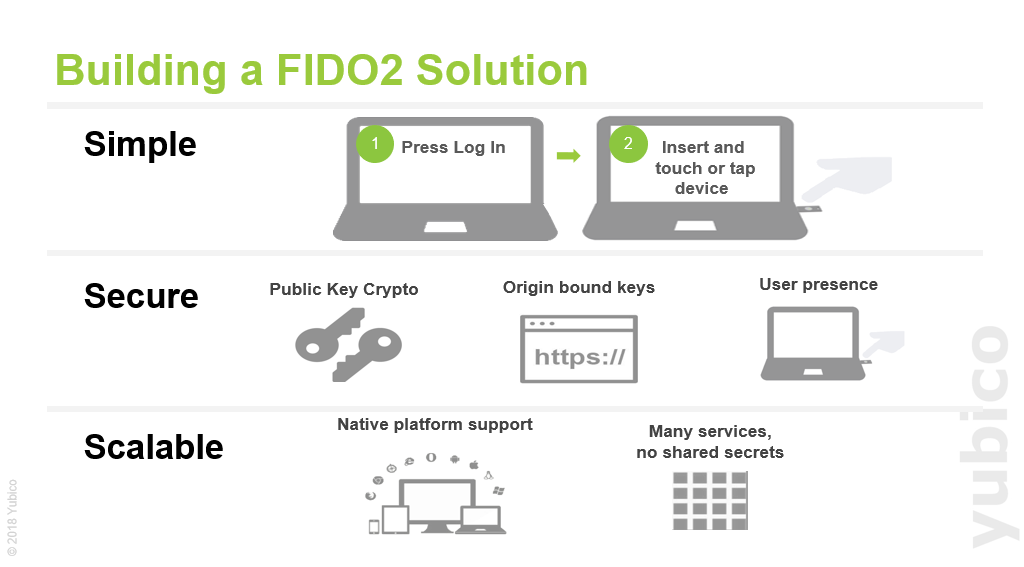 Building a FIDO2 Solution
Simple
1
Press Log In
2
Insert and
touch or tap
device
Secure
Public Key Crypto
Origin bound keys
https://
User presence
Scalable
Native platform support
Many services,
no shared secrets
yubico
© 2018 Yubico